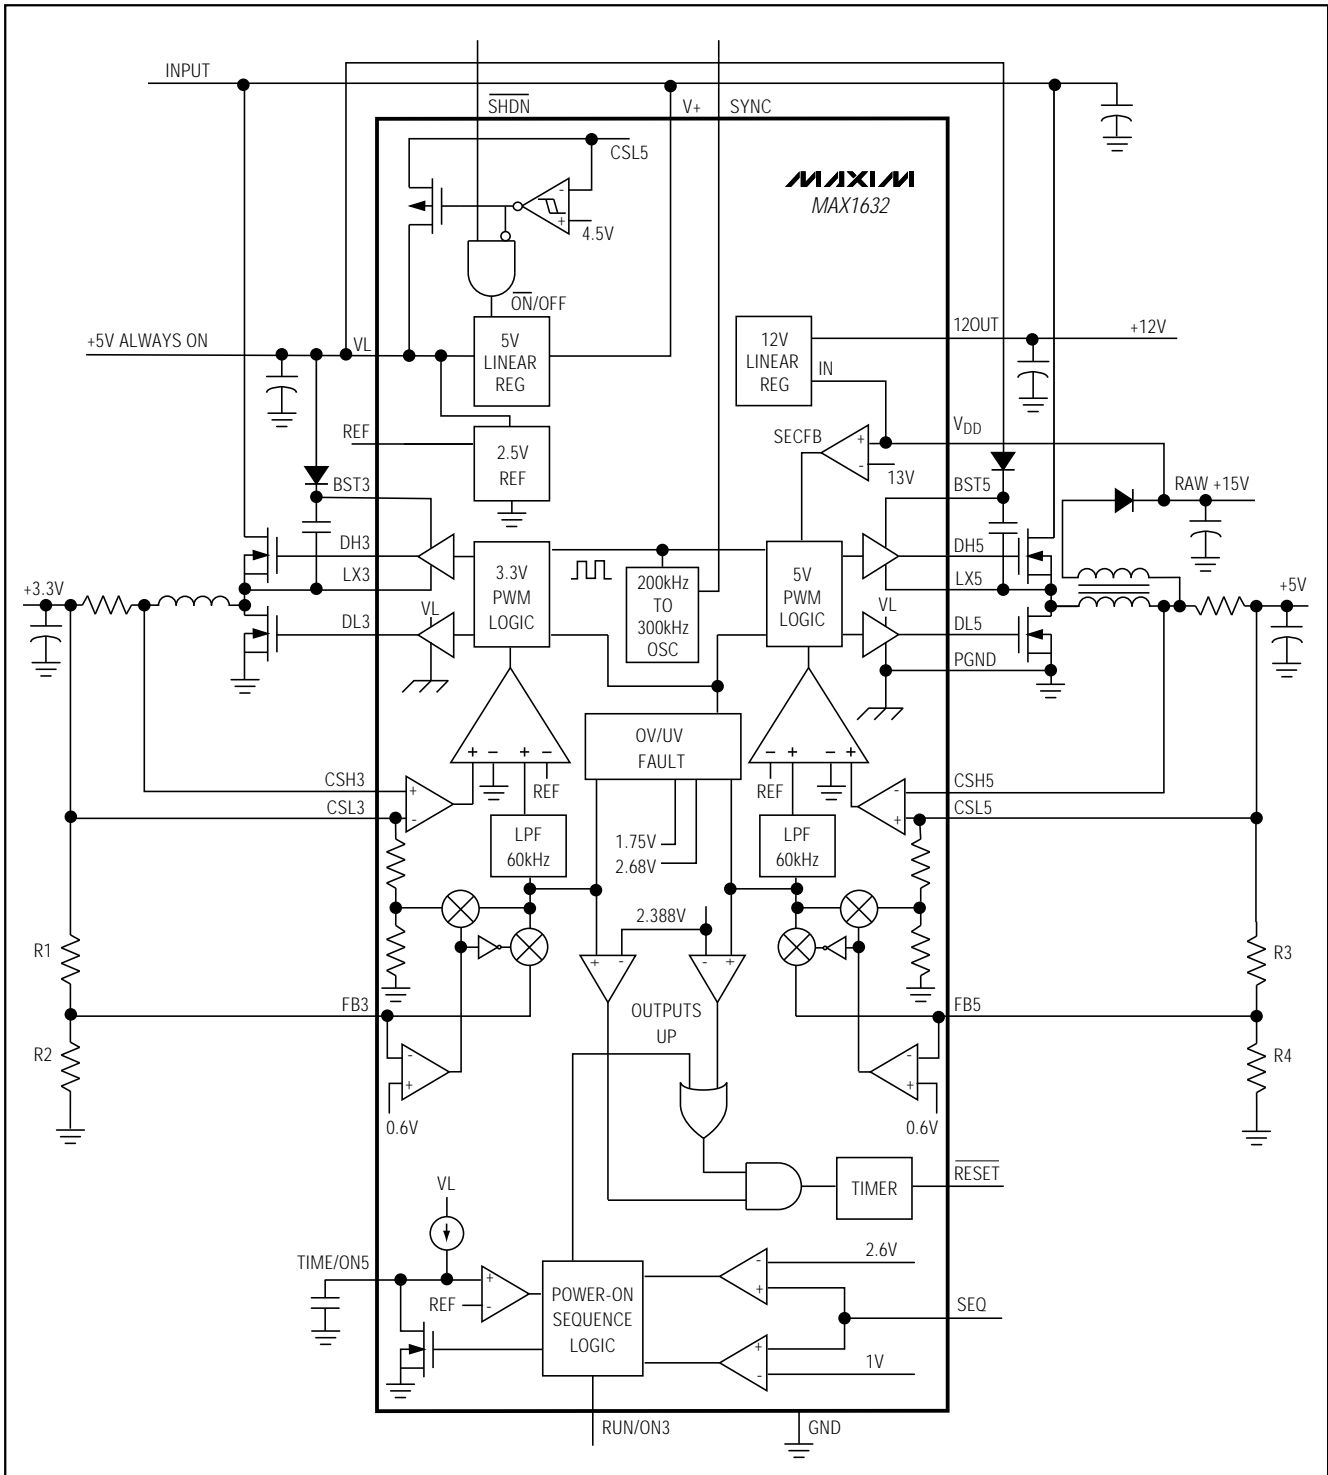 INPUT
SHDN
V+
SYNC
CSL5
MAXIM
MAX1632
-
+
4.5V
ON/OFF
+5V ALWAYS ON
VL
5V
LINEAR
REG
12V
LINEAR
REG
12OUT
+12V
IN
REF
2.5V
REF
SECFB
+
-
13V
VDD
BST3
BST5
RAW +15V
DH3
DH5
LX3
LX5
+3.3V
+5V
3.3V
PWM
LOGIC
200kHz
TO
300kHz
OSC
5V
PWM
LOGIC
VL
VL
DL3
DL5
PGND
OV/UV
FAULT
+ - + -
- + - +
REF
REF
CSH3
+
CSL3
-
CSH5
-
CSL5
+
LPF
60kHz
1.75V
2.68V
LPF
60kHz
2.388V
R1
R3
+ -
- +
FB3
OUTPUTS
UP
FB5
R2
R4
-
+
-
+
0.6V
0.6V
TIMER
RESET
VL
TIME/ON5
+
REF
-
POWER-ON
SEQUENCE
LOGIC
2.6V
-
+
SEQ
+
-
1V
RUN/ON3
GND